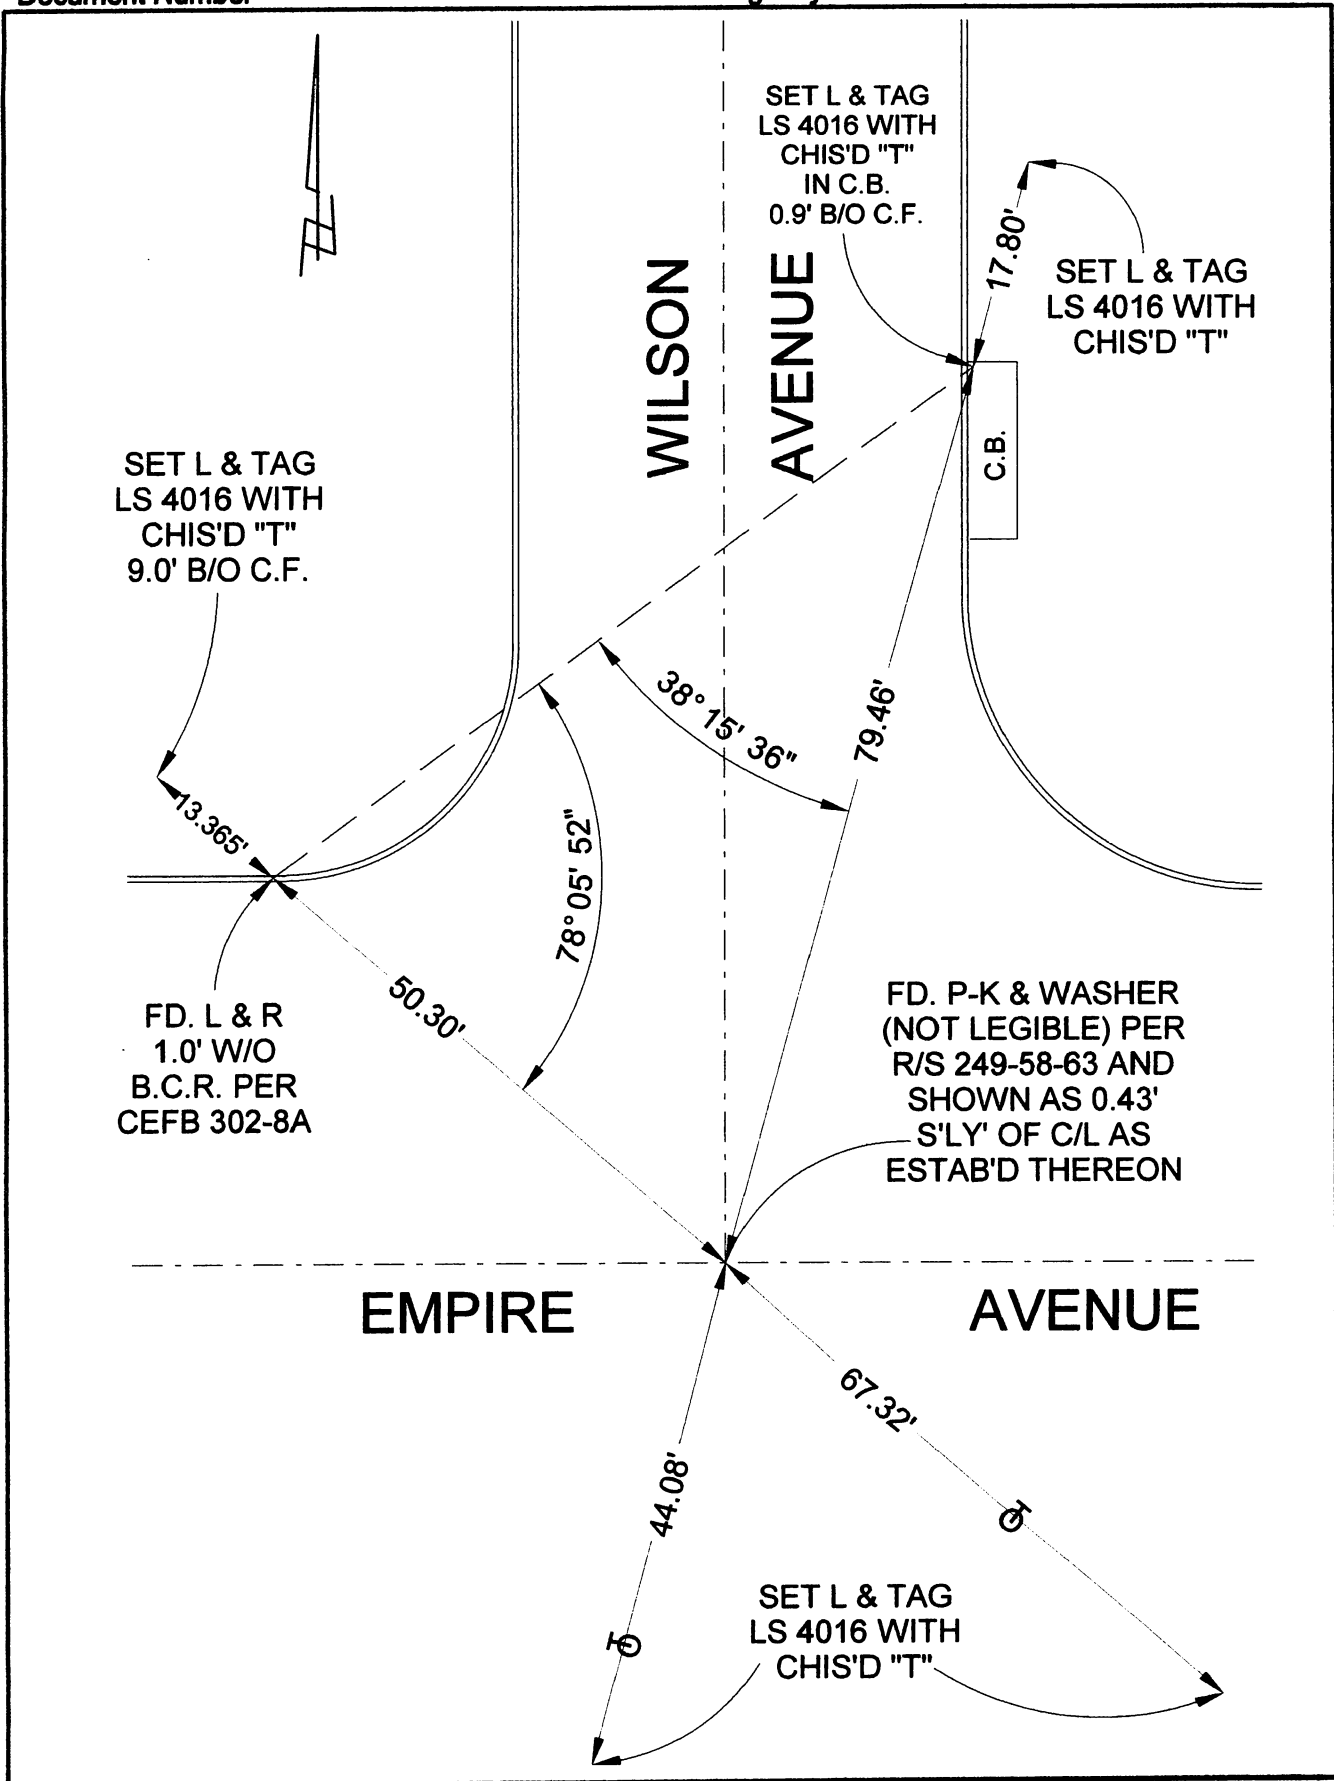 SET L & TAG
LS 4016 WITH
CHIS'D "T"
IN C.B.
0.9' B/O C.F.
17.80'
SET L & TAG
LS 4016 WITH
CHIS'D "T"
WILSON
AVENUE
C.B.
SET L & TAG
LS 4016 WITH
CHIS'D "T"
9.0' B/O C.F.
38° 15' 36"
79.46'
13.365'
78° 05' 52"
50.30'
FD. L & R
1.0' W/O
B.C.R. PER
CEFB 302-8A
FD. P-K & WASHER
(NOT LEGIBLE) PER
R/S 249-58-63 AND
SHOWN AS 0.43'
S'LY' OF C/L AS
ESTAB'D THEREON
EMPIRE
AVENUE
67.32'
44.08'
SET L & TAG
LS 4016 WITH
CHIS'D "T"